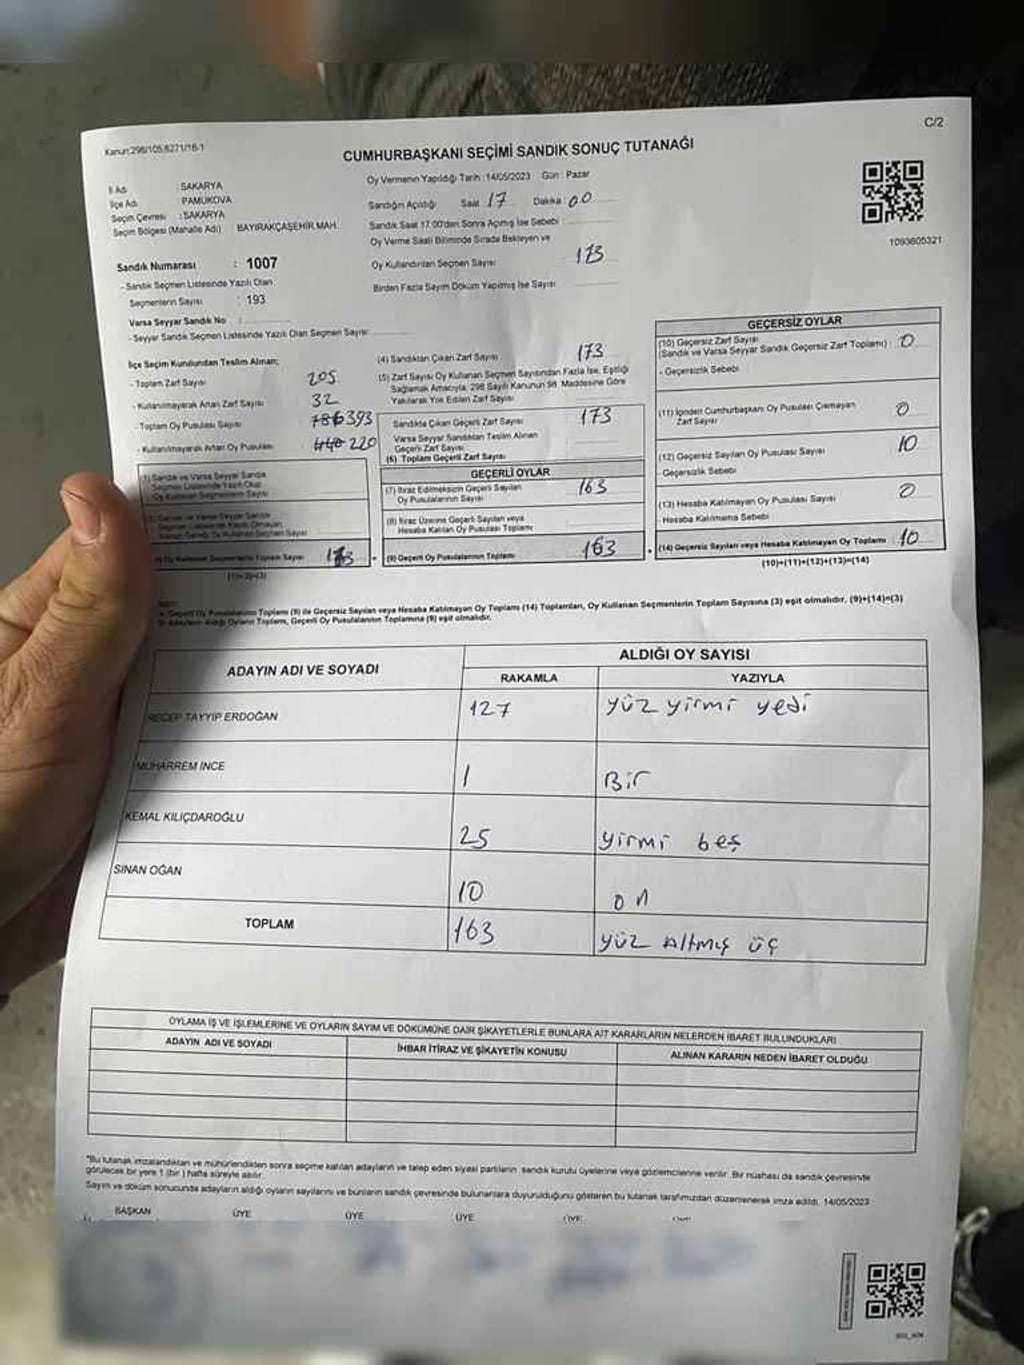 C/2
Kanun:298/105,6271/16-1
CUMHURBAŞKANI SEÇİMİ SANDIK SONUÇ TUTANAĞI
İl Adı : SAKARYA
İlçe Adı PAMUKOVA
Seçim Çevresi : SAKARYA
Seçim Bölgesi (Mahalle Adı) BAYIRAKÇAŞEHİR MAH.
Oy Vermenin Yapıldığı Tarih :14/05/2023 Gün : Pazar
Sandığın Açıldığı Saat 17 Dakika 00
Sandık Saat 17:00'den Sonra Açılmış İse Sebebi :
Oy Verme Saati Bitiminde Sırada Bekleyen ve
Oy Kullandırılan Seçmen Sayısı 173
Birden Fazla Sayım Döküm Yapılmış İse Sayısı
1093605321
Sandık Numarası : 1007
- Sandık Seçmen Listesinde Yazılı Olan
Seçmenlerin Sayısı : 193
Varsa Seyyar Sandık No :
- Seyyar Sandık Seçmen Listesinde Yazılı Olan Seçmen Sayısı:
İlçe Seçim Kurulundan Teslim Alınan;
- Toplam Zarf Sayısı 205
- Kullanılmayarak Artan Zarf Sayısı 32
- Toplam Oy Pusulası Sayısı 786 393
- Kullanılmayarak Artan Oy Pusulası 440 220
(1) Sandık ve Varsa Seyyar Sandık
Seçmen Listesinde Yazılı Olup
Oy Kullanan Seçmenlerin Sayısı
(3) Oy Kullanan Seçmenlerin Toplam Sayısı 173
(1)+(2)=(3)
(4) Sandıktan Çıkan Zarf Sayısı 173
(5) Zarf Sayısı Oy Kullanan Seçmen Sayısından Fazla İse, Eşitliği
Sağlamak Amacıyla, 298 Sayılı Kanunun 98. Maddesine Göre
Yakılarak Yok Edilen Zarf Sayısı
Sandıkta Çıkan Geçerli Zarf Sayısı 173
Varsa Seyyar Sandıktan Teslim Alınan
Geçerli Zarf Sayısı
(6) Toplam Geçerli Zarf Sayısı
GEÇERLİ OYLAR
(7) İtiraz Edilmeksizin Geçerli Sayılan
Oy Pusulalarının Sayısı 163
(8) İtiraz Üzerine Geçerli Sayılan veya
Hesaba Katılan Oy Pusulası Toplamı
(9) Geçerli Oy Pusulalarının Toplamı 163
GEÇERSİZ OYLAR
(10) Geçersiz Zarf Sayısı
(Sandık ve Varsa Seyyar Sandık Geçersiz Zarf Toplamı) : 0
- Geçersizlik Sebebi
(11) İçinden Cumhurbaşkanı Oy Pusulası Çıkmayan
Zarf Sayısı 0
(12) Geçersiz Sayılan Oy Pusulası Sayısı 10
- Geçersizlik Sebebi
(13) Hesaba Katılmayan Oy Pusulası Sayısı 0
- Hesaba Katılmama Sebebi
(14) Geçersiz Sayılan veya Hesaba Katılmayan Oy Toplamı : 10
(10)+(11)+(12)+(13)=(14)
a. Geçerli Oy Pusulalarının Toplamı (9) ile Geçersiz Sayılan veya Hesaba Katılmayan Oy Toplamı (14) Toplamları, Oy Kullanan Seçmenlerin Toplam Sayısına (3) eşit olmalıdır. (9)+(14)=(3)
b. Adayların Aldığı Oyların Toplamı, Geçerli Oy Pusulalarının Toplamına (9) eşit olmalıdır.
ADAYIN ADI VE SOYADI ALDIĞI OY SAYISI
RAKAMLA YAZIYLA
RECEP TAYYİP ERDOĞAN 127 yüz yirmi yedi
MUHARREM İNCE 1 Bir
KEMAL KILIÇDAROĞLU 25 yirmi beş
SİNAN OĞAN 10 on
TOPLAM 163 yüz altmış üç
OYLAMA İŞ VE İŞLEMLERİNE VE OYLARIN SAYIM VE DÖKÜMÜNE DAİR ŞİKAYETLERLE BUNLARA AİT KARARLARIN NELERDEN İBARET BULUNDUKLARI
ADAYIN ADI VE SOYADI İHBAR İTİRAZ VE ŞİKAYETİN KONUSU ALINAN KARARIN NEDEN İBARET OLDUĞU
*Bu tutanak imzalandıktan ve mühürlendikten sonra seçime katılan adayların ve talep eden siyasi partilerin sandık kurulu üyelerine veya gözlemcilerine verilir. Bir nüshası da sandık çevresinde
görülecek bir yere 1 (bir) hafta süreyle asılır.
Sayım ve döküm sonucunda adayların aldığı oyların sayılarını ve bunların sandık çevresinde bulunanlara duyurulduğunu gösteren bu tutanak tarafımızdan düzenlenerek imza edildi. 14/05/2023
BAŞKAN ÜYE ÜYE ÜYE ÜYE ÜYE